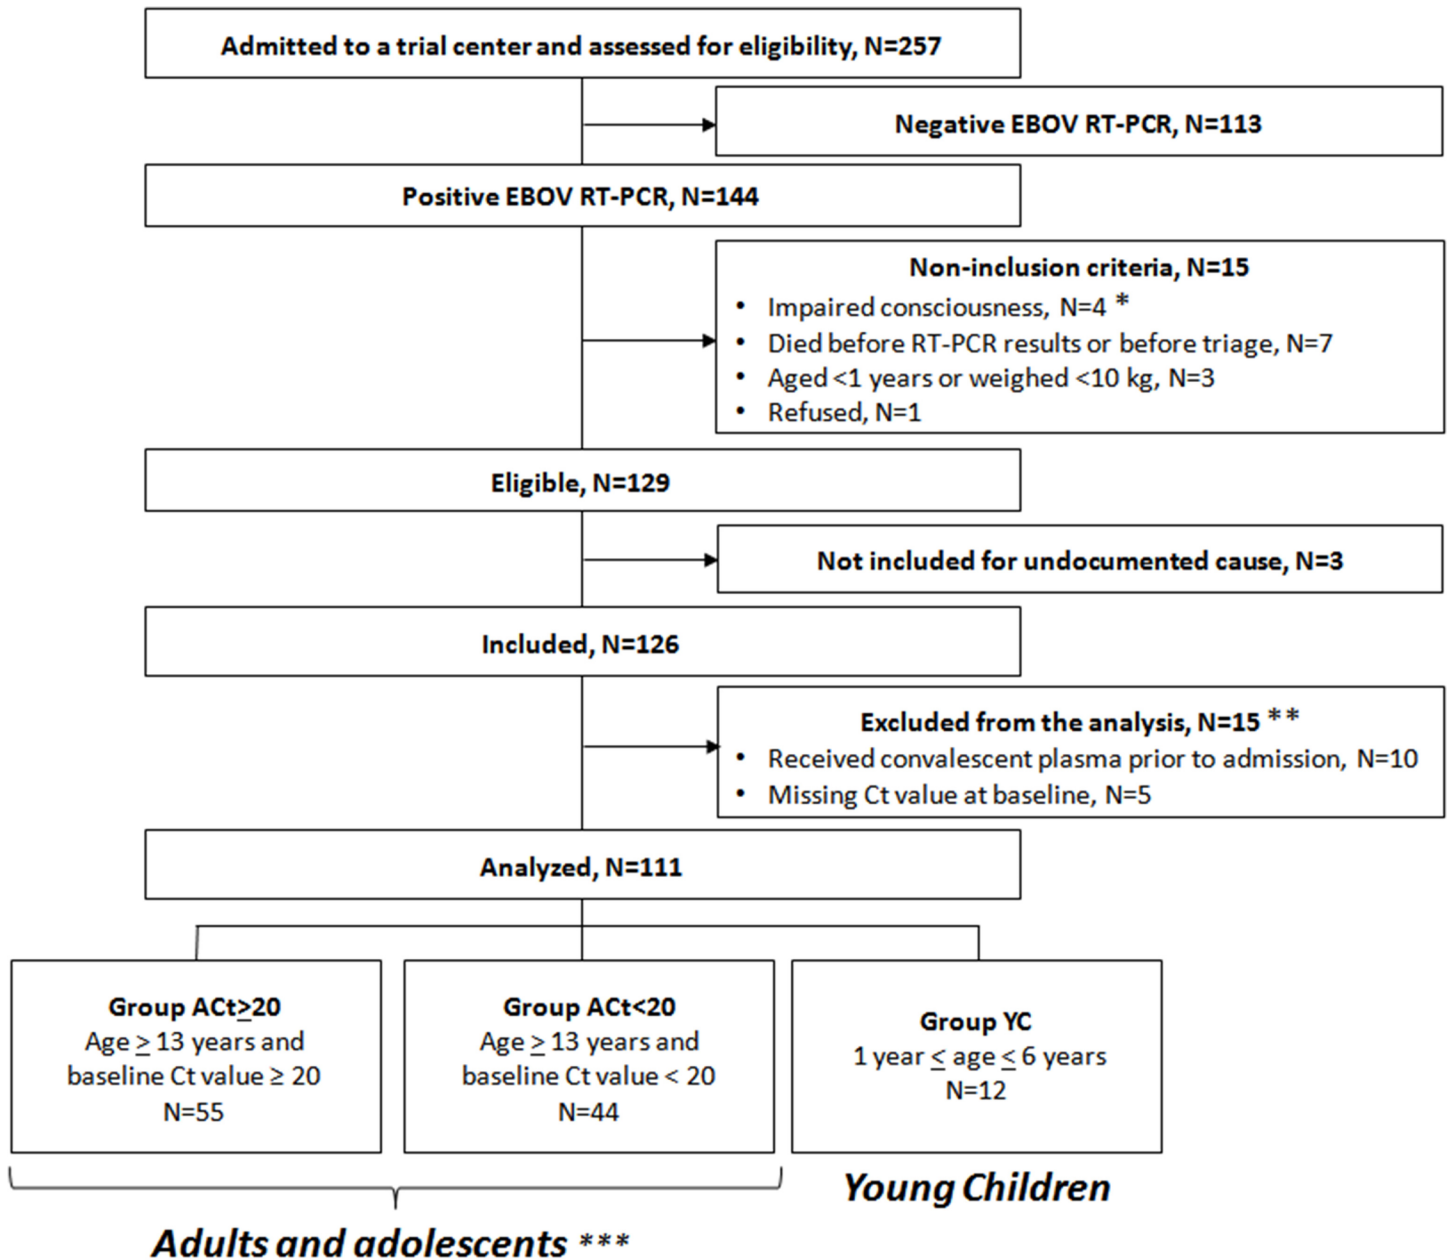 Admitted to a trial center and assessed for eligibility, N=257
Negative EBOV RT-PCR, N=113
Positive EBOV RT-PCR, N=144
Non-inclusion criteria, N=15
• Impaired consciousness, N=4 *
• Died before RT-PCR results or before triage, N=7
• Aged <1 years or weighed <10 kg, N=3
• Refused, N=1
Eligible, N=129
Not included for undocumented cause, N=3
Included, N=126
Excluded from the analysis, N=15 **
• Received convalescent plasma prior to admission, N=10
• Missing Ct value at baseline, N=5
Analyzed, N=111
Group ACt≥20
Age ≥ 13 years and
baseline Ct value ≥ 20
N=55
Group ACt<20
Age ≥ 13 years and
baseline Ct value < 20
N=44
Group YC
1 year ≤ age ≤ 6 years
N=12
Young Children
Adults and adolescents ***